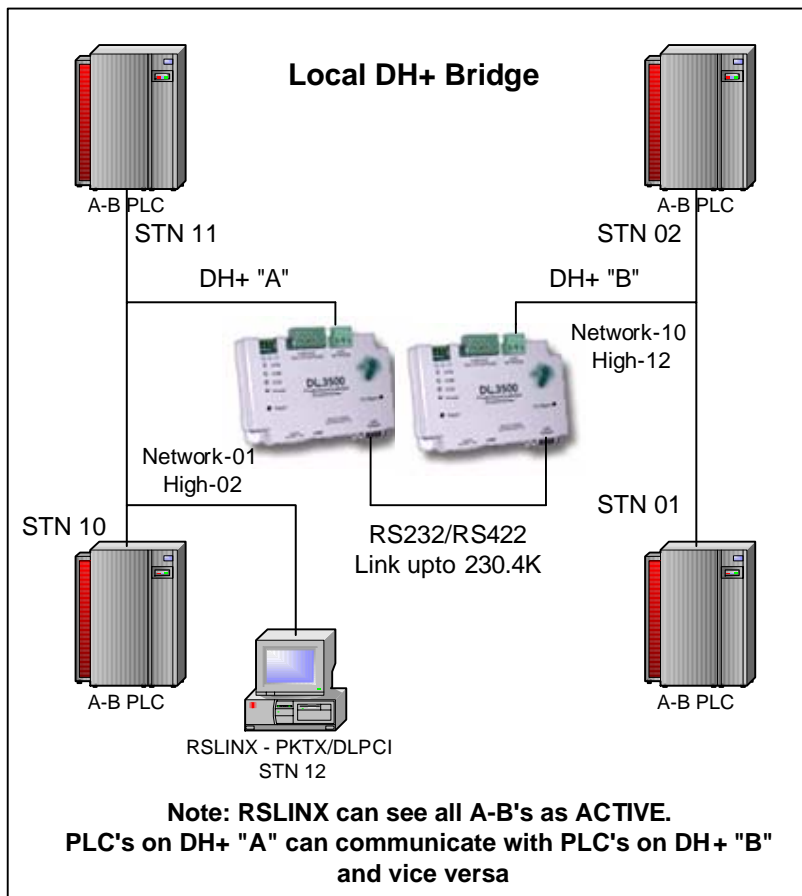 Local DH+ Bridge
A-B PLC
STN 11
A-B PLC
STN 02
DH+ "A"
DH+ "B"
Network-10
High-12
DL3500
DL3500
Network-01
High-02
STN 10
STN 01
RS232/RS422
Link upto 230.4K
A-B PLC
A-B PLC
RSLINX - PKTX/DLPCI
STN 12
Note: RSLINX can see all A-B's as ACTIVE.
PLC's on DH+ "A" can communicate with PLC's on DH+ "B"
and vice versa